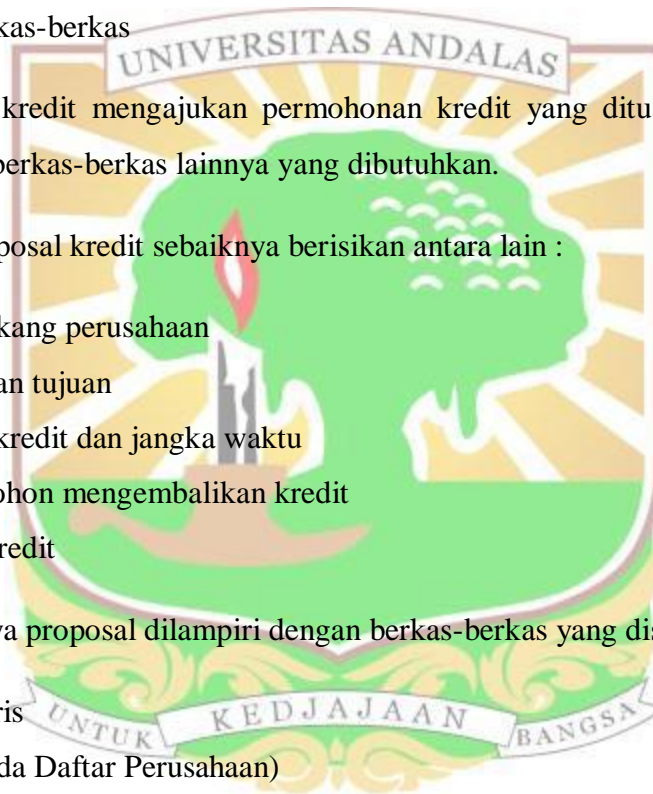 kas-berkas
UNIVERSITAS ANDALAS
kredit mengajukan permohonan kredit yang ditu
berkas-berkas lainnya yang dibutuhkan.
posal kredit sebaiknya berisikan antara lain :
kang perusahaan
an tujuan
kredit dan jangka waktu
ohon mengembalikan kredit
redit
ya proposal dilampiri dengan berkas-berkas yang dis
ris
UNTUK KEDJAJAAN BANGSA
da Daftar Perusahaan)